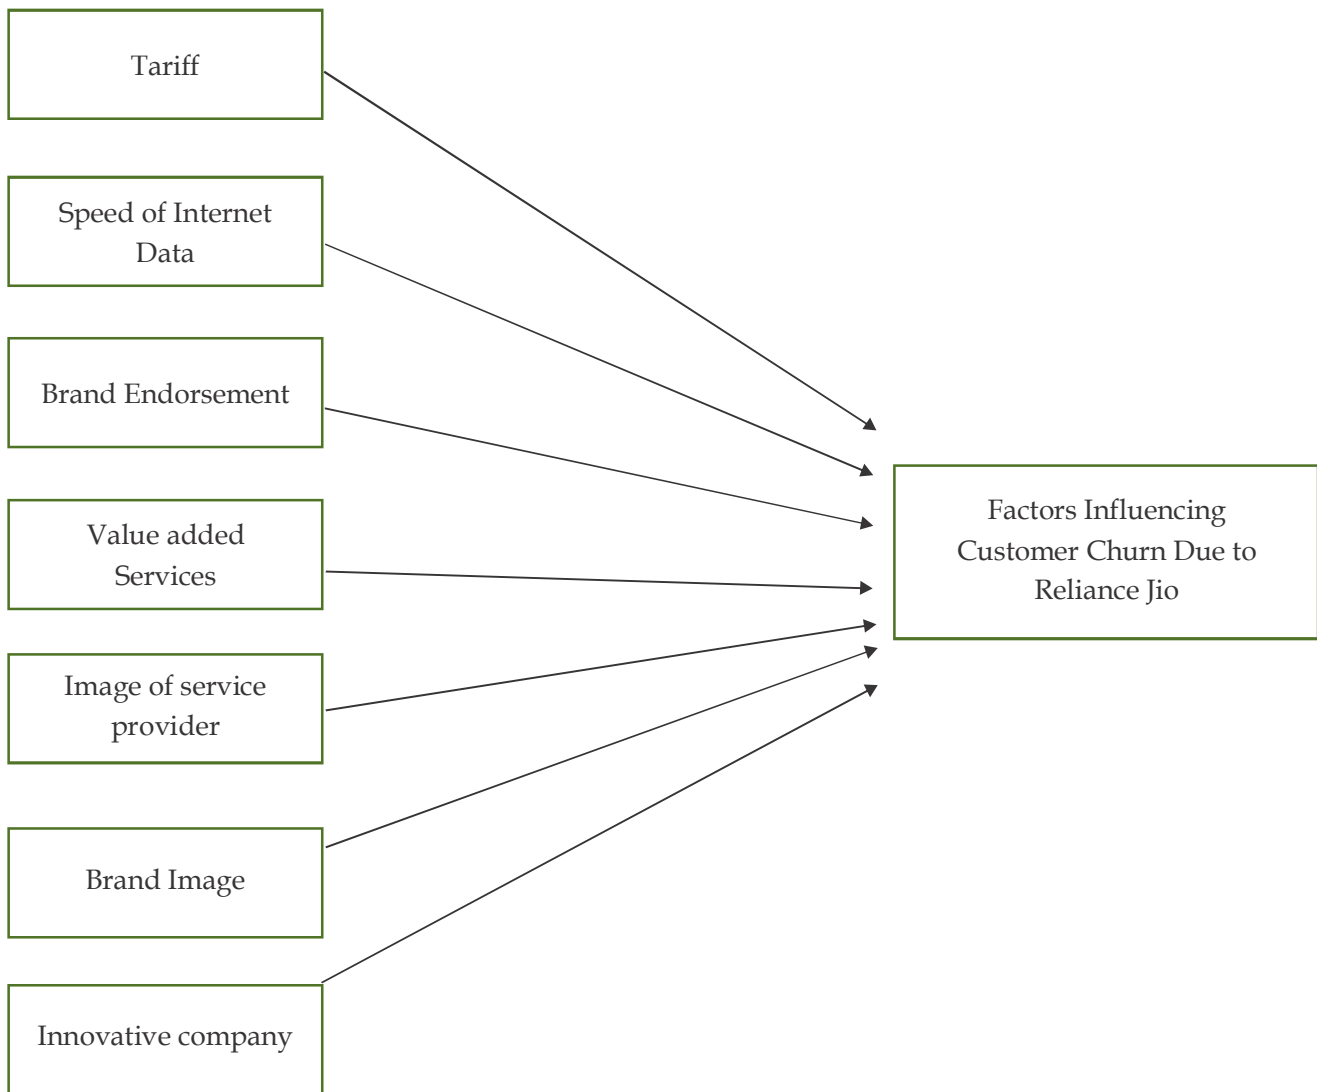 Tariff
Speed of Internet
Data
Brand Endorsement
Value added
Services
Image of service
provider
Brand Image
Innovative company
Factors Influencing
Customer Churn Due to
Reliance Jio